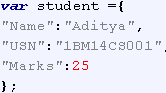 var student ={
"Name":"Aditya",
"USN":"1BM14CS001",
"Marks":25
};